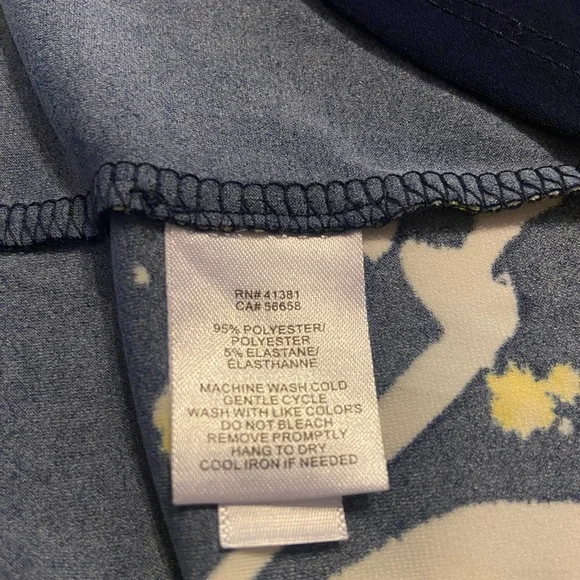 RN# 41381
CA# 56658
95% POLYESTER/
POLYESTER
5% ELASTANE/
ELASTHANNE
MACHINE WASH COLD
GENTLE CYCLE
WASH WITH LIKE COLORS
DO NOT BLEACH
REMOVE PROMPTLY
HANG TO DRY
COOL IRON IF NEEDED